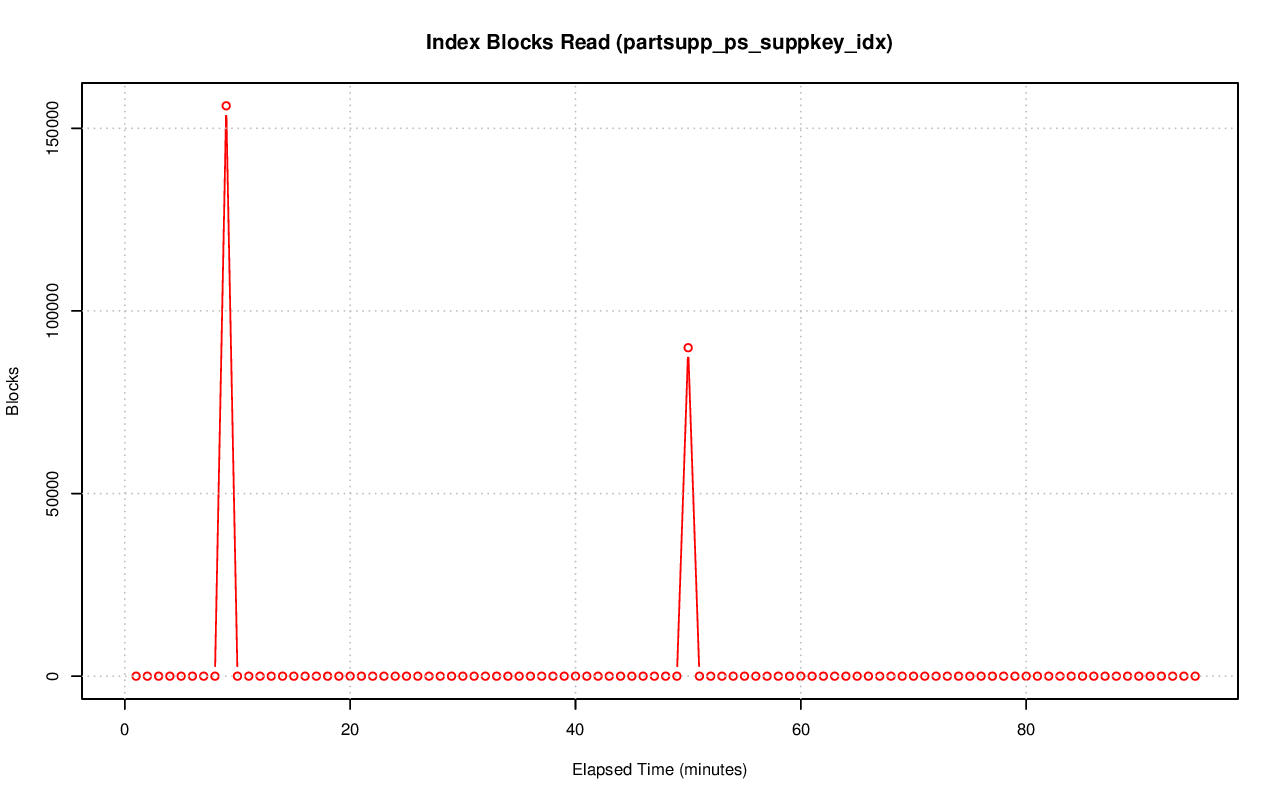 Index Blocks Read (partsupp_ps_suppkey_idx)
150000
100000
50000
0
Blocks
0 20 40 60 80
Elapsed Time (minutes)